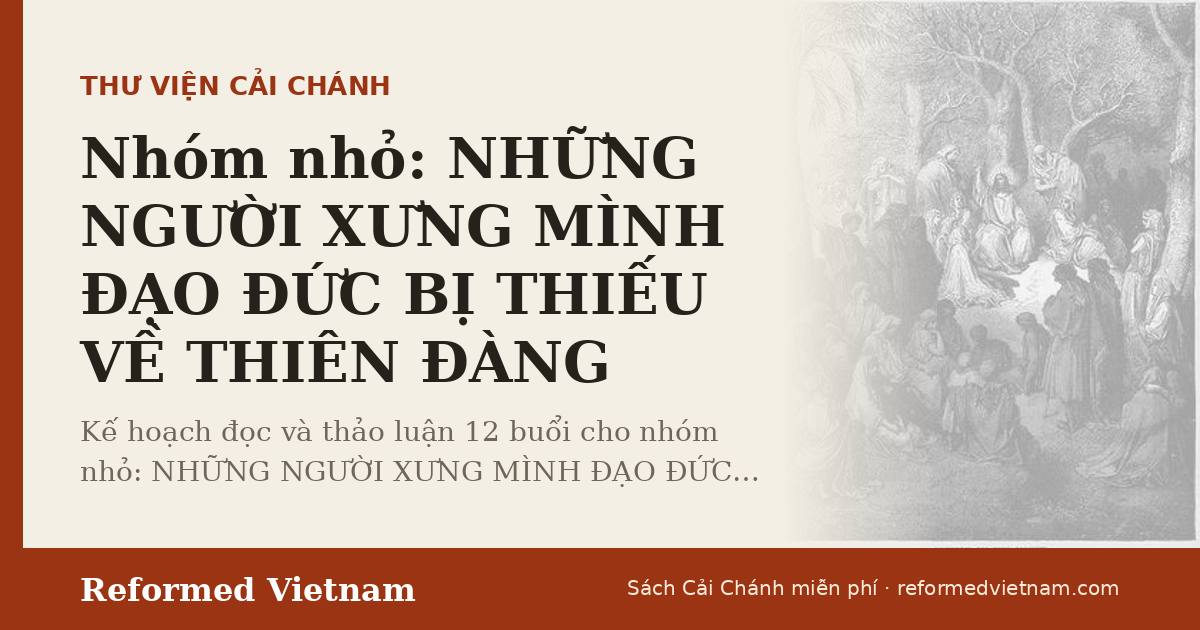 THƯ VIỆN CẢI CHÁNH
Nhóm nhỏ: NHỮNG
NGƯỜI XƯNG MÌNH
ĐẠO ĐỨC BỊ THIẾU
VỀ THIÊN ĐÀNG
Kế hoạch đọc và thảo luận 12 buổi cho nhóm
nhỏ: NHỮNG NGƯỜI XƯNG MÌNH ĐẠO ĐỨC…
Reformed Vietnam
Sách Cải Chánh miễn phí · reformedvietnam.com